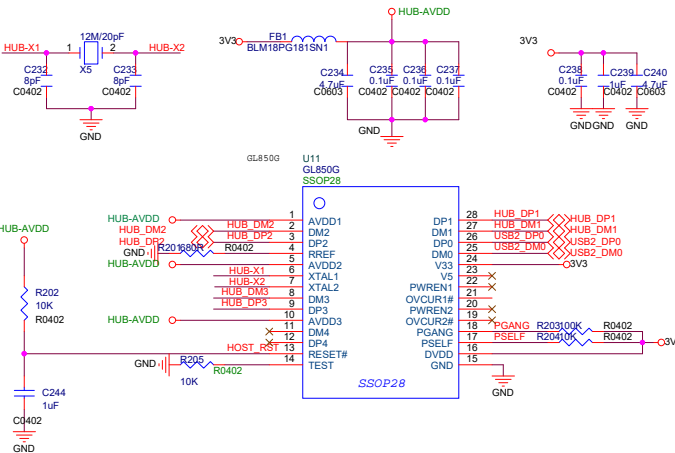 12M/20pF
HUB-X1
1
2
HUB-X2
X5
C232
8pF
C0402
C233
8pF
C0402
GND
HUB-AVDD
3V3
FB1
BLM18PG181SN1
C234
4.7uF
C0603
C235
0.1uF
C0402
C236
0.1uF
C0402
C237
0.1uF
C0402
GND
3V3
C238
0.1uF
C0402
C239
1uF
C0402
C240
4.7uF
C0603
GND
GND
GND
GL850G
U11
GL850G
SSOP28
HUB-AVDD
1
AVDD1
HUB_DM2
HUB_DM2
2
DM2
HUB_DP2
HUB_DP2
3
DP2
GND
R201
680R
R0402
4
RREF
HUB-AVDD
5
AVDD2
HUB-X1
6
XTAL1
HUB-X2
7
XTAL2
HUB_DM3
8
DM3
HUB_DP3
9
DP3
HUB-AVDD
10
AVDD3
11
DM4
12
DP4
HOST_RST
13
RESET#
GND
R205
10K
R0402
14
TEST
DP1
28
HUB_DP1
HUB_DP1
DM1
27
HUB_DM1
HUB_DM1
DP0
26
USB2_DP0
USB2_DP0
DM0
25
USB2_DM0
USB2_DM0
V33
24
3V3
V5
23
PWREN1
22
OVCUR1#
21
PWREN2
20
OVCUR2#
19
PGANG
18
PGANG
R203
100K
R0402
PSELF
17
PSELF
R204
10K
R0402
DVDD
16
3V
GND
15
GND
SSOP28
HUB-AVDD
R202
10K
R0402
C244
1uF
C0402
GND